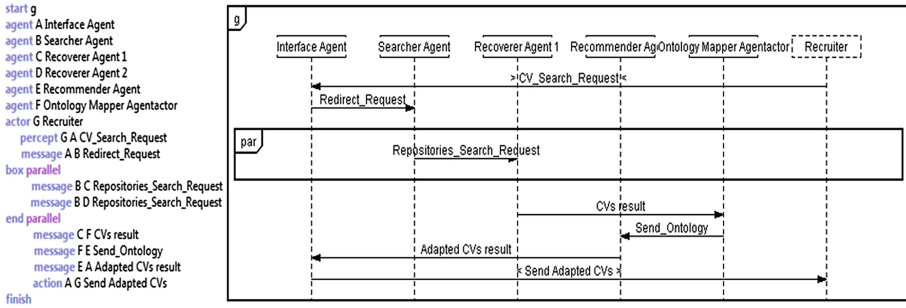 start g
agent A Interface Agent
agent B Searcher Agent
agent C Recoverer Agent 1
agent D Recoverer Agent 2
agent E Recommender Agent
agent F Ontology Mapper Agentactor
actor G Recruiter
percept G A CV_Search_Request
message A B Redirect_Request
box parallel
message B C Repositories_Search_Request
message B D Repositories_Search_Request
end parallel
message C F CVs result
message F E Send_Ontology
message E A Adapted CVs result
action A G Send Adapted CVs
finish
g
Interface Agent Searcher Agent Recoverer Agent 1 Recommender Ag Ontology Mapper Agentactor Recruiter
> CV_Search_Request <
Redirect_Request
par
Repositories_Search_Request
CVs result
Send_Ontology
Adapted CVs result
< Send Adapted CVs >